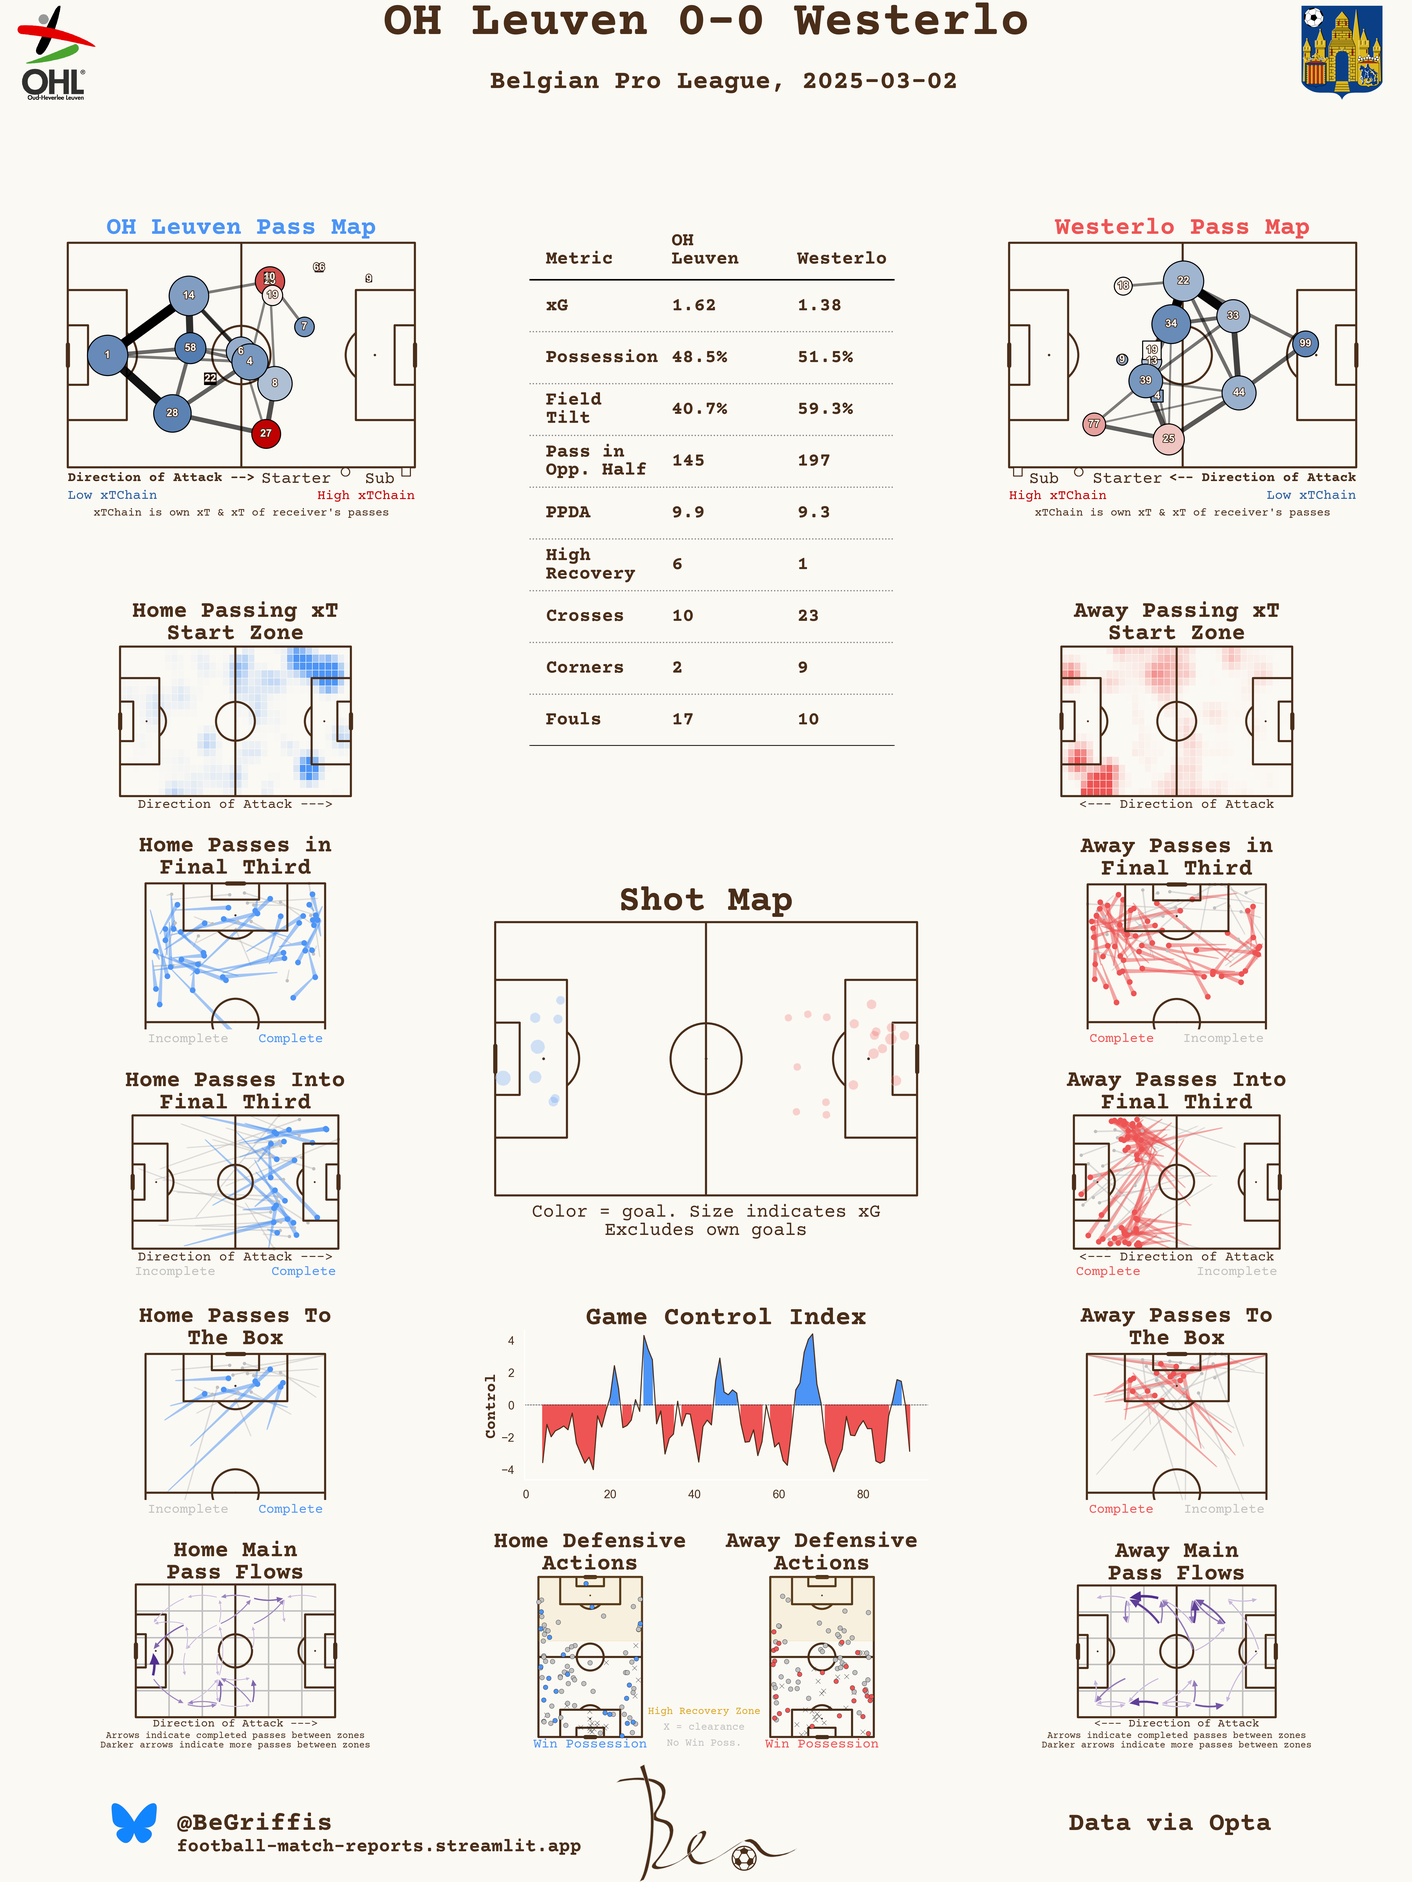 OH Leuven 0-0 Westerlo
Belgian Pro League, 2025-03-02
OHL®
Oud-Heverlee Leuven
OH Leuven Pass Map
1
14
58
28
22
6
4
8
27
10
19
7
66
9
Direction of Attack --> Starter Sub
Low xTChain High xTChain
xTChain is own xT & xT of receiver's passes
Metric OH Leuven Westerlo
xG 1.62 1.38
Possession 48.5% 51.5%
Field Tilt 40.7% 59.3%
Pass in Opp. Half 145 197
PPDA 9.9 9.3
High Recovery 6 1
Crosses 10 23
Corners 2 9
Fouls 17 10
Westerlo Pass Map
18
22
34
33
99
19
13
9
39
4
44
77
25
Sub Starter <-- Direction of Attack
High xTChain Low xTChain
xTChain is own xT & xT of receiver's passes
Home Passing xT
Start Zone
Direction of Attack --->
Away Passing xT
Start Zone
<--- Direction of Attack
Home Passes in
Final Third
Incomplete Complete
Away Passes in
Final Third
Complete Incomplete
Shot Map
Color = goal. Size indicates xG
Excludes own goals
Home Passes Into
Final Third
Direction of Attack --->
Incomplete Complete
Away Passes Into
Final Third
<--- Direction of Attack
Complete Incomplete
Home Passes To
The Box
Incomplete Complete
Game Control Index
Control
4
2
0
−2
−4
0 20 40 60 80
Away Passes To
The Box
Complete Incomplete
Home Main
Pass Flows
Direction of Attack --->
Arrows indicate completed passes between zones
Darker arrows indicate more passes between zones
Home Defensive
Actions
Win Possession
Away Defensive
Actions
Win Possession
High Recovery Zone
X = clearance
No Win Poss.
Away Main
Pass Flows
<--- Direction of Attack
Arrows indicate completed passes between zones
Darker arrows indicate more passes between zones
@BeGriffis
football-match-reports.streamlit.app
Ben
Data via Opta